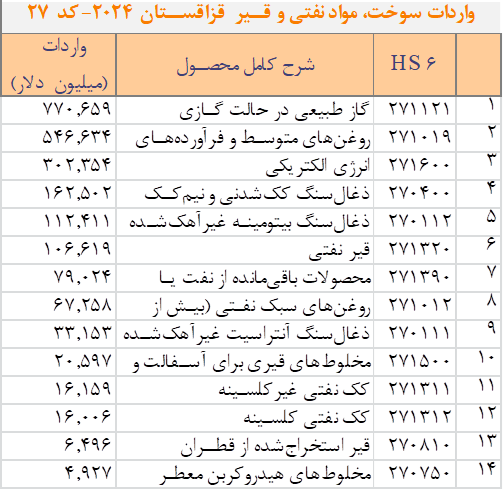 واردات سوخت، مواد نفتی و قیر قزاقستان ۲۰۲۴- کد ۲۷
HS ۶ شرح کامل محصول واردات (میلیون دلار)
۱ ۲۷۱۱۲۱ گاز طبیعی در حالت گازی ۷۷۰,۶۵۹
۲ ۲۷۱۰۱۹ روغن‌های متوسط و فرآورده‌های ۵۴۶,۶۳۴
۳ ۲۷۱۶۰۰ انرژی الکتریکی ۳۰۲,۳۵۴
۴ ۲۷۰۴۰۰ ذغال‌سنگ کک‌شدنی و نیم‌کک ۱۶۲,۵۰۲
۵ ۲۷۰۱۱۲ ذغال‌سنگ بیتومینه غیرآهک‌شده ۱۱۲,۴۱۱
۶ ۲۷۱۳۲۰ قیر نفتی ۱۰۶,۶۱۹
۷ ۲۷۱۳۹۰ محصولات باقی‌مانده از نفت یا ۷۹,۰۲۴
۸ ۲۷۱۰۱۲ روغن‌های سبک نفتی (بیش از ۶۷,۲۵۸
۹ ۲۷۰۱۱۱ ذغال‌سنگ آنتراسیت غیرآهک‌شده ۳۳,۱۵۳
۱۰ ۲۷۱۵۰۰ مخلوط‌های قیری برای آسفالت و ۲۰,۵۹۷
۱۱ ۲۷۱۳۱۱ کک نفتی غیرکلسینه ۱۶,۱۵۹
۱۲ ۲۷۱۳۱۲ کک نفتی کلسینه ۱۶,۰۰۶
۱۳ ۲۷۰۸۱۰ قیر استخراج‌شده از قطران ۶,۴۹۶
۱۴ ۲۷۰۷۵۰ مخلوط‌های هیدروکربن معطر ۴,۹۲۷